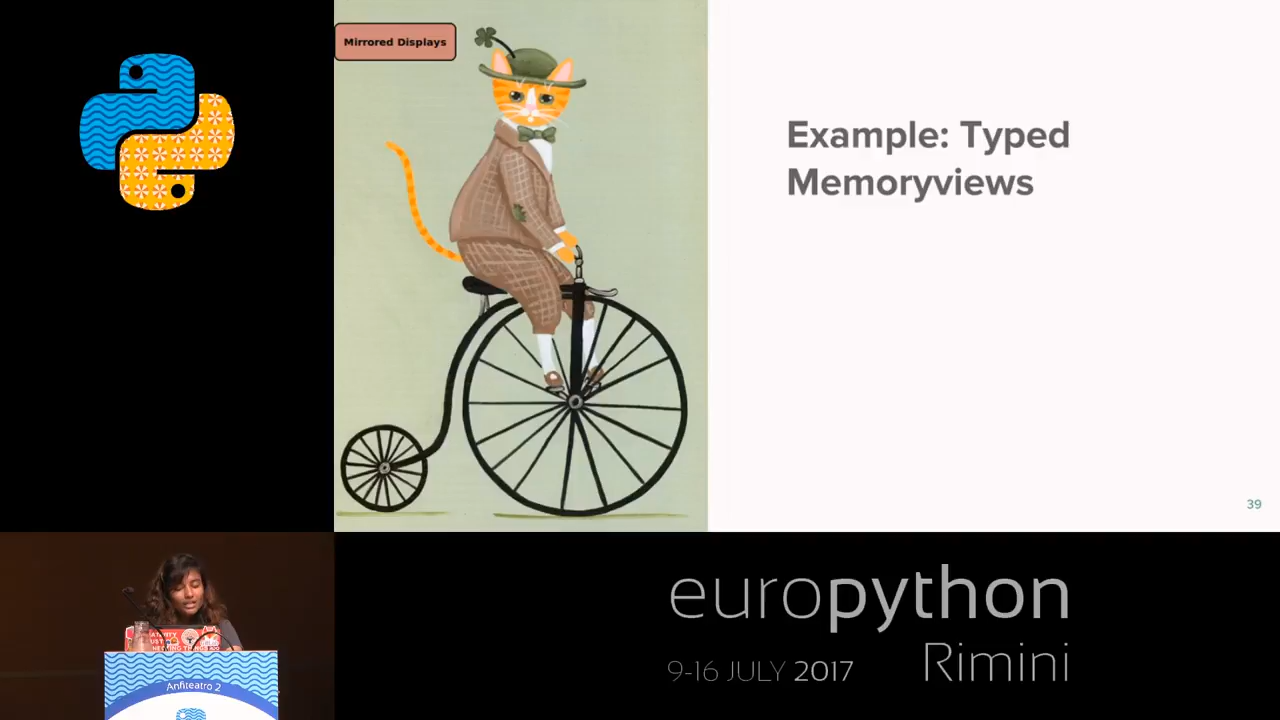 Mirrored Displays
Example: Typed
Memoryviews
39
Anfiteatro 2
europython
9-16 JULY 2017
Rimini